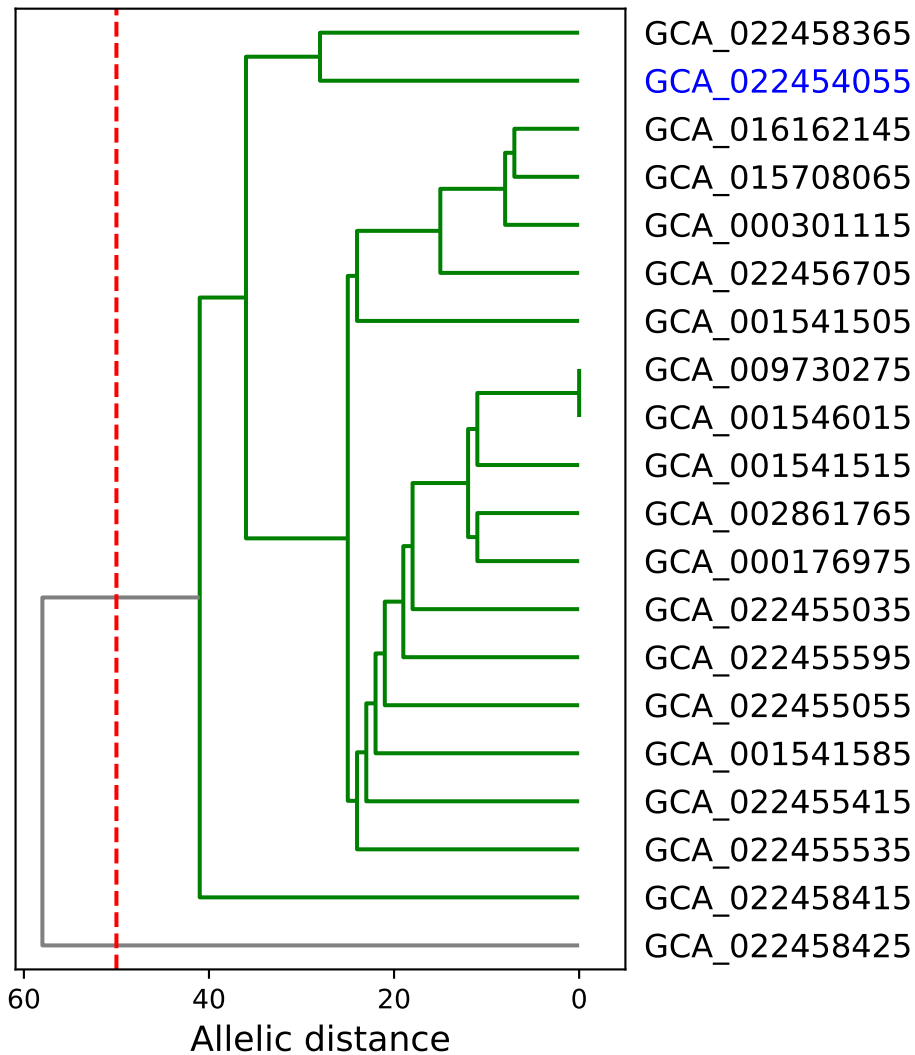 GCA_022458365
GCA_022454055
GCA_016162145
GCA_015708065
GCA_000301115
GCA_022456705
GCA_001541505
GCA_009730275
GCA_001546015
GCA_001541515
GCA_002861765
GCA_000176975
GCA_022455035
GCA_022455595
GCA_022455055
GCA_001541585
GCA_022455415
GCA_022455535
GCA_022458415
GCA_022458425
60 40 20 0
Allelic distance